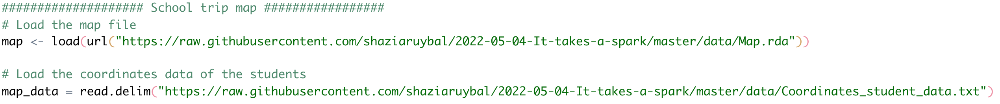 #################### School trip map #################
# Load the map file
map <- load(url("https://raw.githubusercontent.com/shaziaruybal/2022-05-04-It-takes-a-spark/master/data/Map.rda"))
# Load the coordinates data of the students
map_data = read.delim("https://raw.githubusercontent.com/shaziaruybal/2022-05-04-It-takes-a-spark/master/data/Coordinates_student_data.txt")